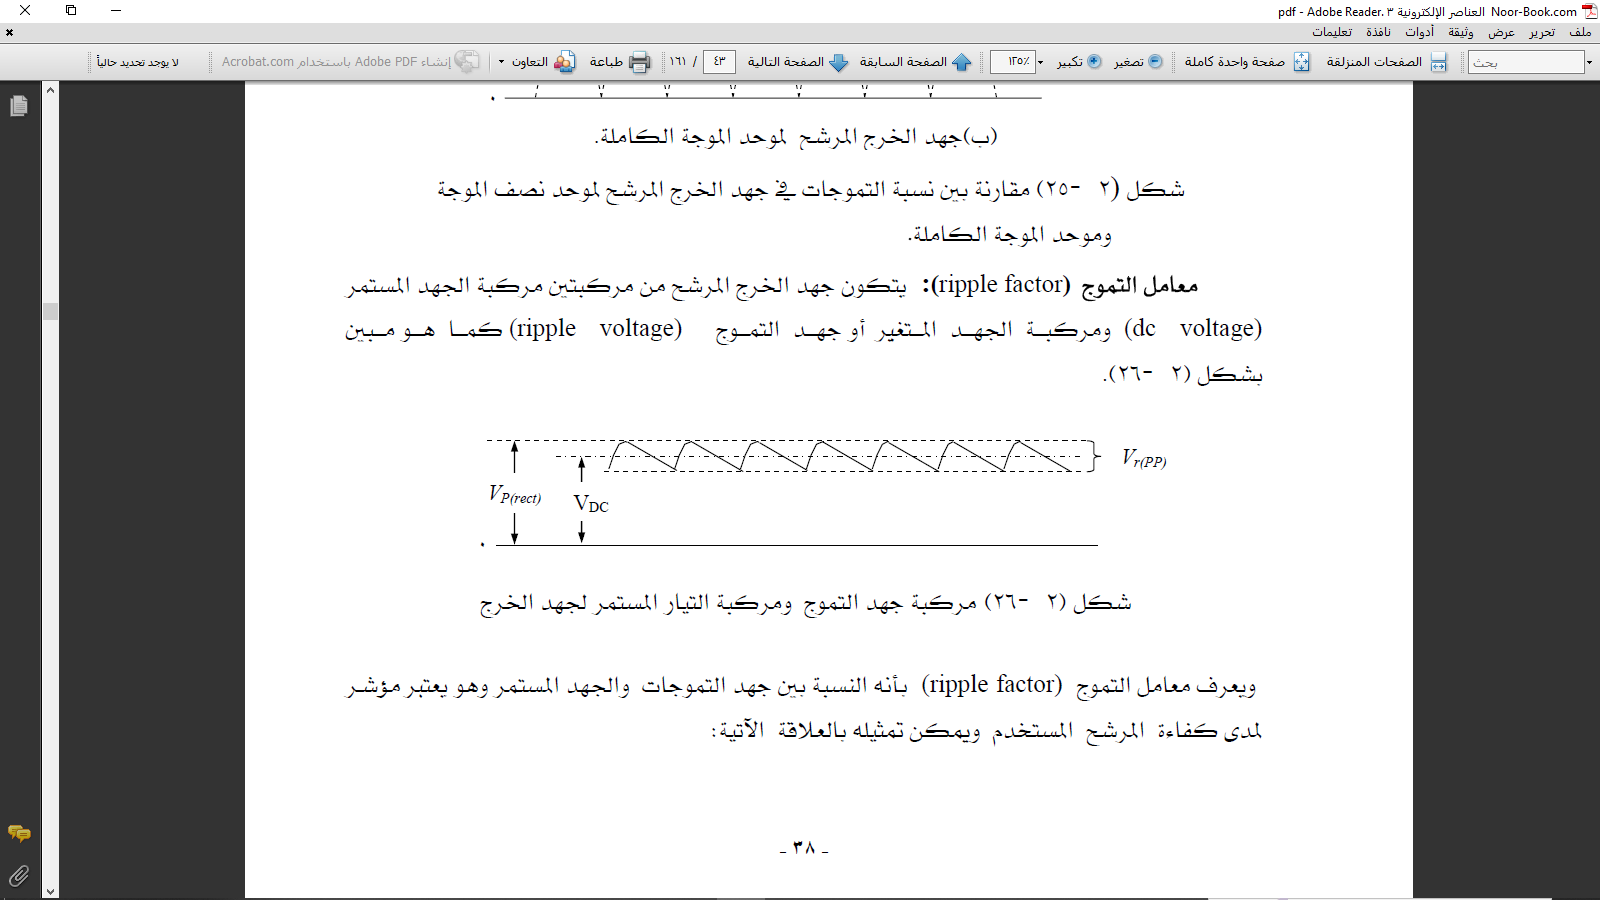 Noor-Book.com العناصر الإلكترونية ٣ .pdf - Adobe Reader
ملف تحرير عرض وثيقة أدوات نافذة تعليمات
بحث الصفحات المنزلقة صفحة واحدة كاملة تصغير تكبير ١٢٥٪ الصفحة السابقة الصفحة التالية ٤٣ / ١٦١ طباعة التعاون إنشاء Adobe PDF باستخدام Acrobat.com لا يوجد تحديد حالياً
٠
(ب)جهد الخرج المرشح لموحد الموجة الكاملة.
شكل (٢ -٢٥) مقارنة بين نسبة التموجات في جهد الخرج المرشح لموحد نصف الموجة
وموحد الموجة الكاملة.
معامل التموج (ripple factor): يتكون جهد الخرج المرشح من مركبتين مركبة الجهد المستمر
(dc voltage) ومركبة الجهد المتغير أو جهد التموج (ripple voltage) كما هو مبين
بشكل (٢ -٢٦).
Vr(PP)
VP(rect)
VDC
٠
شكل (٢ -٢٦) مركبة جهد التموج ومركبة التيار المستمر لجهد الخرج
ويعرف معامل التموج (ripple factor) بأنه النسبة بين جهد التموجات والجهد المستمر وهو يعتبر مؤشر
لمدى كفاءة المرشح المستخدم ويمكن تمثيله بالعلاقة الآتية:
- ٣٨ -